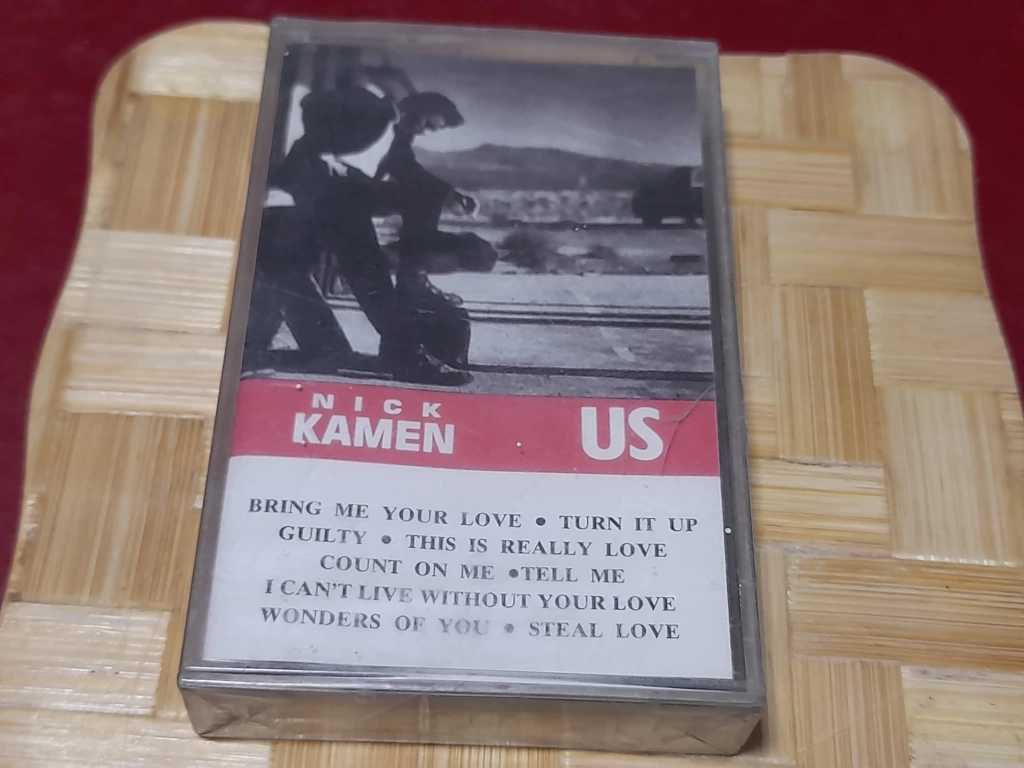 NICK
KAMEN
US
BRING ME YOUR LOVE • TURN IT UP
GUILTY • THIS IS REALLY LOVE
COUNT ON ME •TELL ME
I CAN'T LIVE WITHOUT YOUR LOVE
WONDERS OF YOU • STEAL LOVE